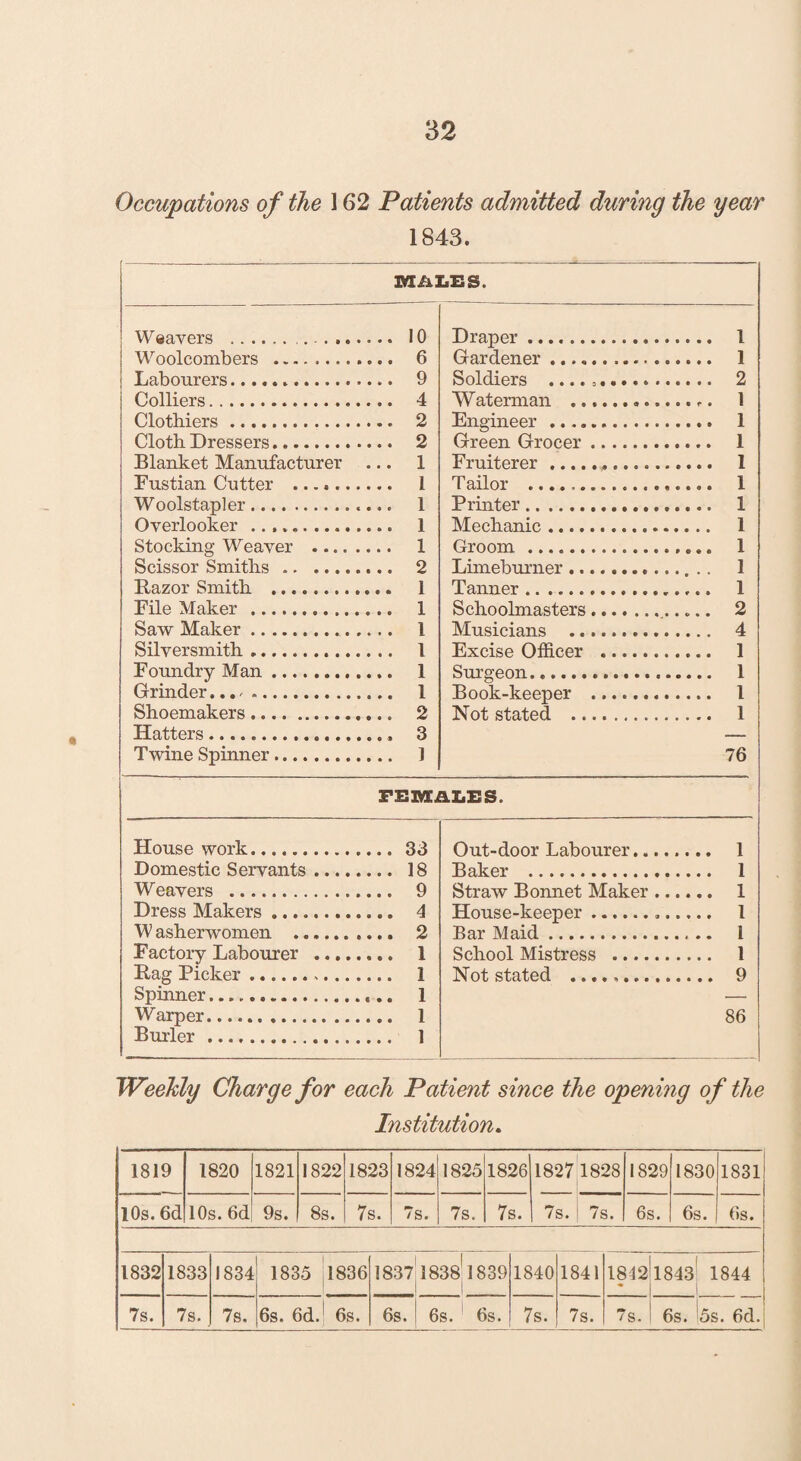 32
Occupations of the 162 Patients admitted during the year
1843.
MALES.
Weavers .................... 10
Woolcombers .............. 6
Labourers.................. 9
Colliers.................... 4
Clothiers .................. 2
Cloth Dressers............. 2
Blanket Manufacturer ... 1
Fustian Cutter ............ 1
Woolstapler................ 1
Overlooker ................ 1
Stocking Weaver .......... 1
Scissor Smiths ............ 2
Razor Smith .............. 1
File Maker ................ 1
Saw Maker................ 1
Silversmith ................ 1
Foundry Man.............. 1
Grinder.................... 1
Shoemakers................ 2
Hatters.................... 3
Twine Spinner.............. 1
Draper.................... 1
Gardener.................. 1
Soldiers .................. 2
Waterman ................ 1
Engineer .................. 1
Green Grocer.............. 1
Fruiterer .................. 1
Tailor .................... 1
Printer.................... 1
Mechanic.................. 1
Groom .................... 1
Limeburner................ 1
Tanner.................... 1
Schoolmasters.............. 2
Musicians ................ 4
Excise Officer ............ 1
Surgeon.................... 1
Book-keeper .............. 1
Not stated ................ 1
—
76
FEMALES.
House work................ 33
Domestic Servants.......... 18
Weavers .................. 9
Dress Makers.............. 4
Washerwomen ............ 2
Factory Labourer .......... 1
Rag Picker................ 1
Spinner.................... 1
Warper.................... 1
Burler .................... 1
Out-door Labourer.......... 1
Baker .................... 1
Straw Bonnet Maker........ 1
House-keeper.............. 1
Bar Maid.................. 1
School Mistress ............ 1
Not stated ................ 9
—
86
Weekly Charge for each Patient since the opening of the
Institution.
1819 1820 1821 1822 1823 1824 1825 1826 1827 1828 1829 1830 1831
10s. 6d 10s. 6d 9s. 8s. 7s. 7s. 7s. 7s. 7s. 7s. 6s. 6s. 6s.
1832 1833 1834 1835 1836 1837 1838 1839 1840 1841 1842 1843 1844
7s. 7s. 7s. 6s. 6d. 6s. 6s. 6s. 6s. 7s. 7s. 7s. 6s. 5s. 6d.